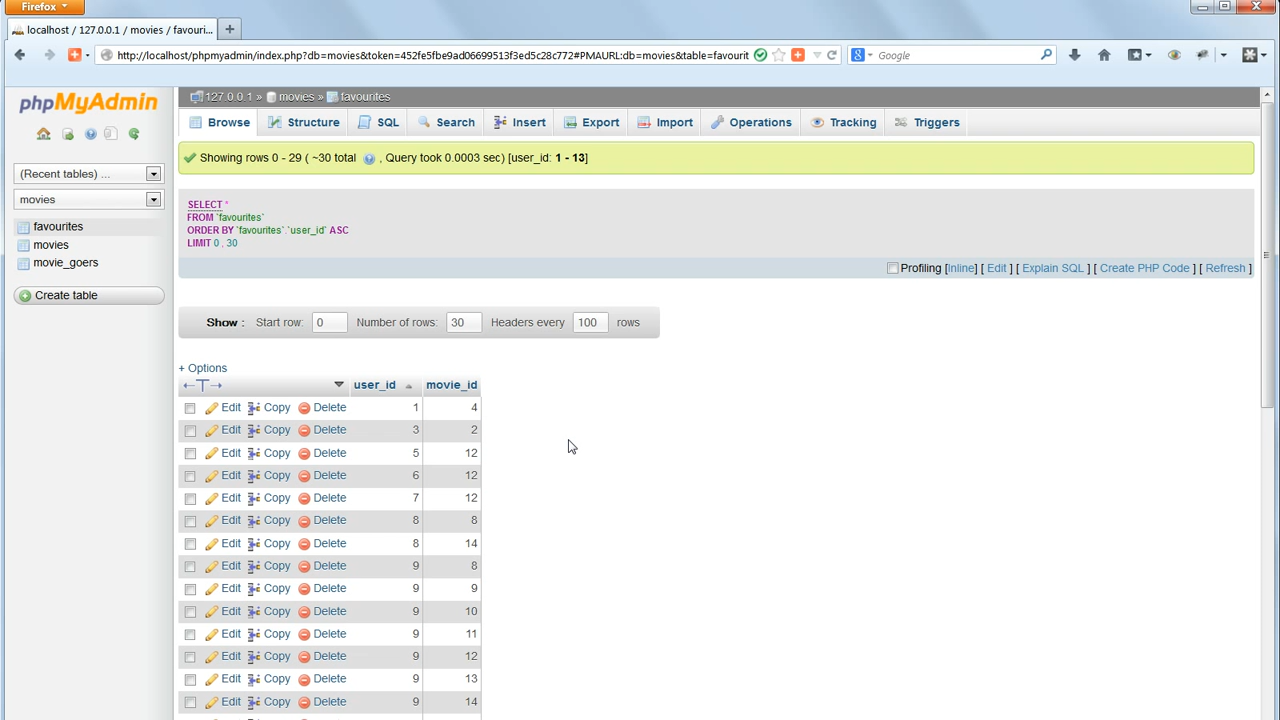 Firefox
localhost / 127.0.0.1 / movies / favouri...
http://localhost/phpmyadmin/index.php?db=movies&token=452fe5fbe9ad06699513f3ed5c28c772#PMAURL:db=movies&table=favourit
Google
phpMyAdmin
(Recent tables) ...
movies
favourites
movies
movie_goers
Create table
127.0.0.1 » movies » favourites
Browse Structure SQL Search Insert Export Import Operations Tracking Triggers
Showing rows 0 - 29 ( ~30 total , Query took 0.0003 sec) [user_id: 1 - 13]
SELECT *
FROM `favourites`
ORDER BY `favourites`.`user_id` ASC
LIMIT 0 , 30
Profiling [Inline] [ Edit ] [ Explain SQL ] [ Create PHP Code ] [ Refresh ]
Show : Start row: 0 Number of rows: 30 Headers every 100 rows
+ Options
←T→ user_id movie_id
Edit Copy Delete 1 4
Edit Copy Delete 3 2
Edit Copy Delete 5 12
Edit Copy Delete 6 12
Edit Copy Delete 7 12
Edit Copy Delete 8 8
Edit Copy Delete 8 14
Edit Copy Delete 9 8
Edit Copy Delete 9 9
Edit Copy Delete 9 10
Edit Copy Delete 9 11
Edit Copy Delete 9 12
Edit Copy Delete 9 13
Edit Copy Delete 9 14